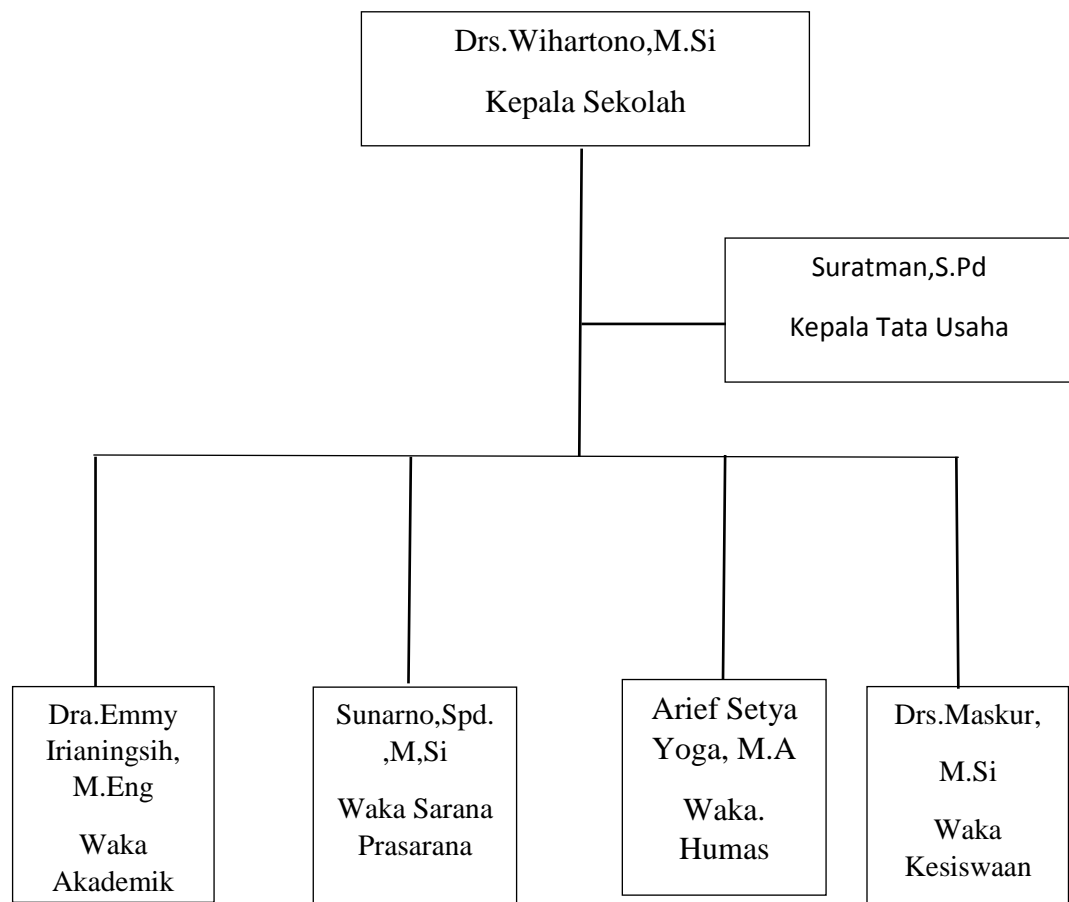 Drs.Wihartono,M.Si
Kepala Sekolah
Suratman,S.Pd
Kepala Tata Usaha
Dra.Emmy
Irianingsih,
M.Eng
Waka
Akademik
Sunarno,Spd.
,M,Si
Waka Sarana
Prasarana
Arief Setya
Yoga, M.A
Waka.
Humas
Drs.Maskur,
M.Si
Waka
Kesiswaan